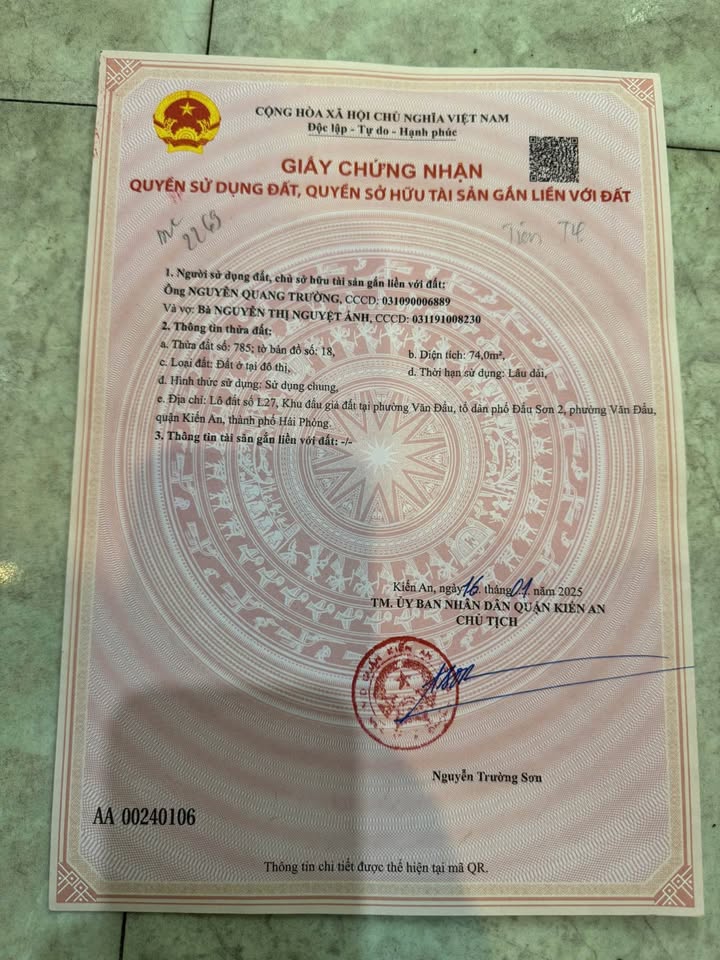 CỘNG HÒA XÃ HỘI CHỦ NGHĨA VIỆT NAM
Độc lập - Tự do - Hạnh phúc
GIẤY CHỨNG NHẬN
QUYỀN SỬ DỤNG ĐẤT, QUYỀN SỞ HỮU TÀI SẢN GẮN LIỀN VỚI ĐẤT
2269
Tiên
1. Người sử dụng đất, chủ sở hữu tài sản gắn liền với đất:
Ông NGUYỄN QUANG TRƯỜNG, CCCD: 031090006889
Và vợ: Bà NGUYỄN THỊ NGUYỆT ÁNH, CCCD: 031191008230
2. Thông tin thửa đất:
a. Thửa đất số: 785; tờ bản đồ số: 18, b. Diện tích: 74,0m²,
c. Loại đất: Đất ở tại đô thị, d. Thời hạn sử dụng: Lâu dài,
đ. Hình thức sử dụng: Sử dụng chung,
e. Địa chỉ: Lô đất số L27, Khu đấu giá đất tại phường Văn Đẩu, tổ dân phố Đẩu Sơn 2, phường Văn Đẩu,
quận Kiến An, thành phố Hải Phòng.
3. Thông tin tài sản gắn liền với đất: -/-
Kiến An, ngày 16 tháng 01 năm 2025
TM. ỦY BAN NHÂN DÂN QUẬN KIẾN AN
CHỦ TỊCH
QUẬN KIẾN AN
Nguyễn Trường Sơn
AA 00240106
Thông tin chi tiết được thể hiện tại mã QR.